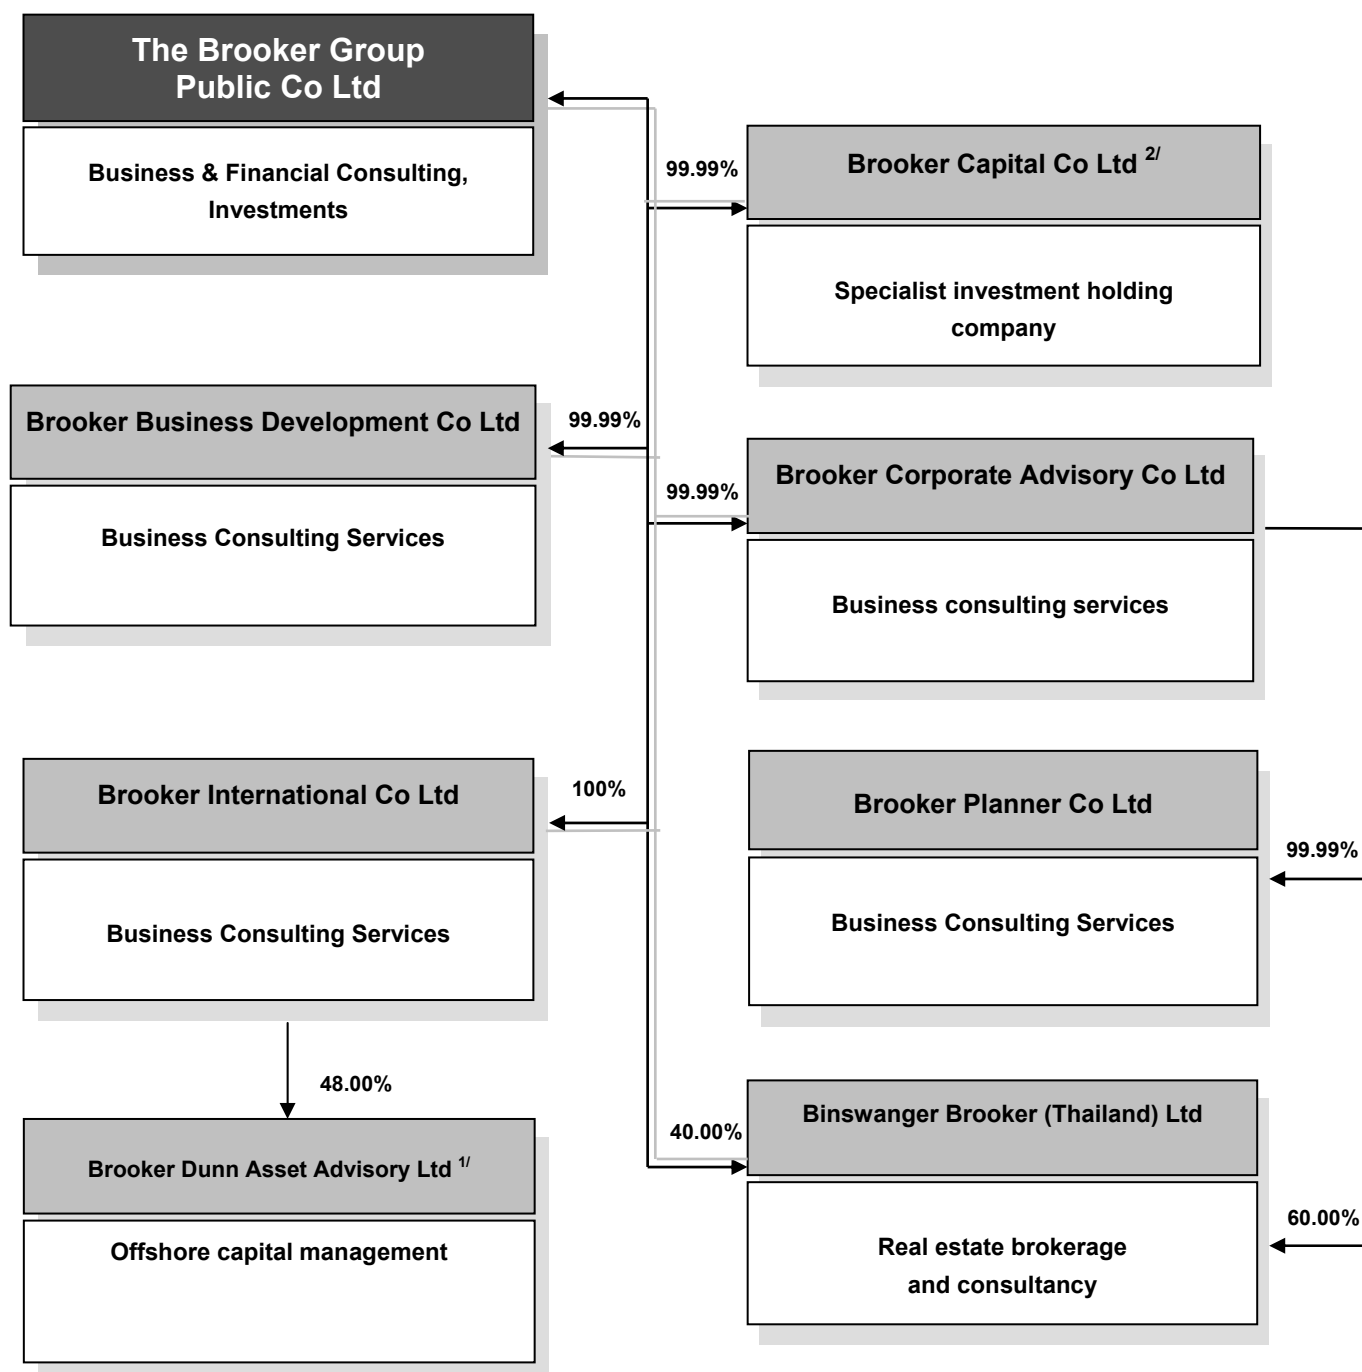 The Brooker Group
Public Co Ltd
Business & Financial Consulting,
Investments
99.99%
Brooker Capital Co Ltd 2/
Specialist investment holding
company
Brooker Business Development Co Ltd
99.99%
Business Consulting Services
99.99%
Brooker Corporate Advisory Co Ltd
Business consulting services
Brooker International Co Ltd
100%
Business Consulting Services
Brooker Planner Co Ltd
99.99%
Business Consulting Services
48.00%
Brooker Dunn Asset Advisory Ltd 1/
Offshore capital management
40.00%
Binswanger Brooker (Thailand) Ltd
60.00%
Real estate brokerage
and consultancy